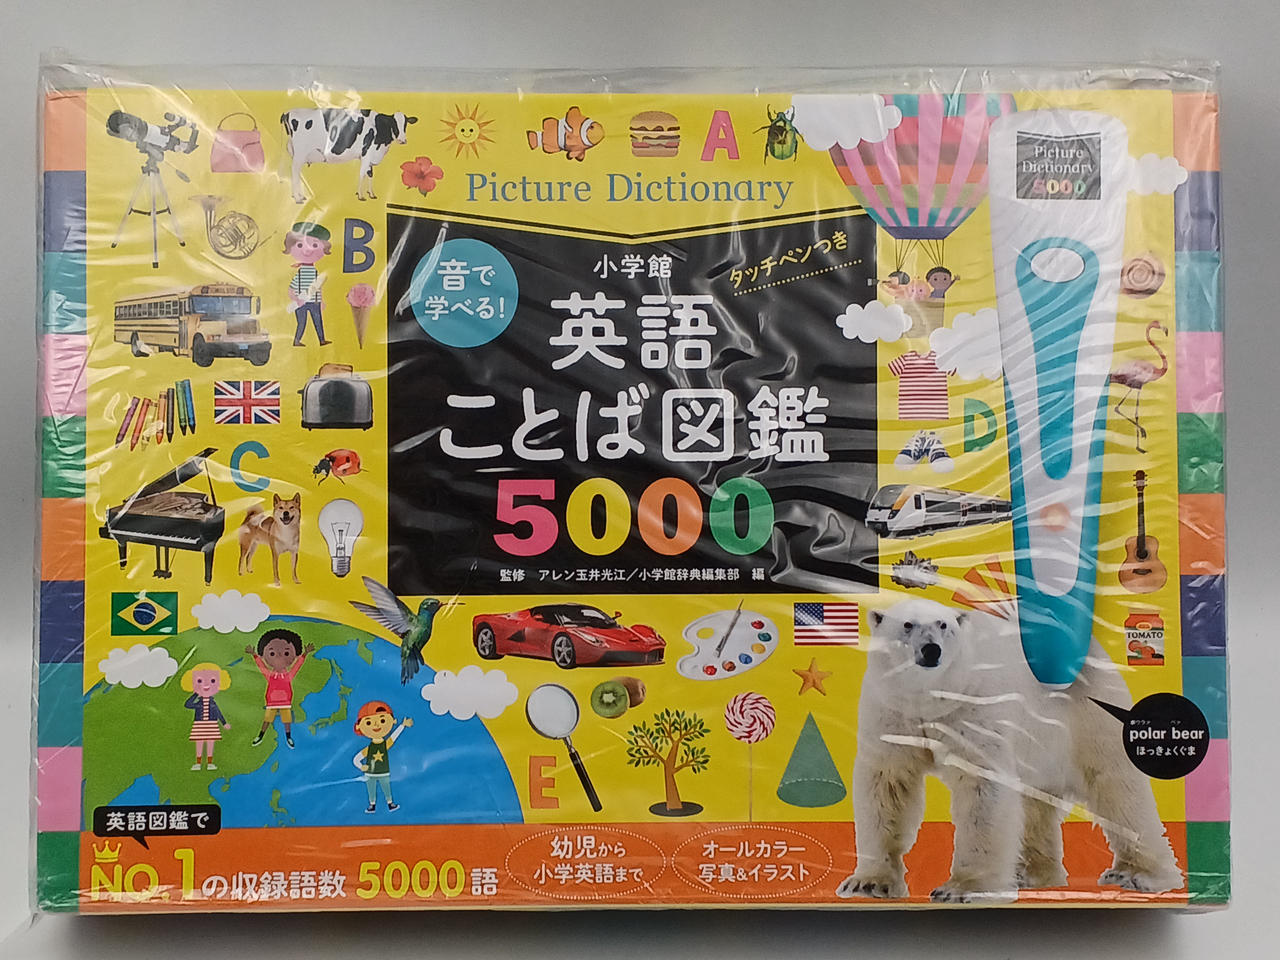 A
Picture Dictionary
Picture
Dictionary
5000
B
音で
学べる!
小学館
タッチペンつき
英語
ことば図鑑
5000
監修 アレン玉井光江/小学館辞典編集部 編
C
D
TOMATO
E
polar bear
ほっきょくぐま
英語図鑑で
NO.1の収録語数 5000語
幼児から
小学英語まで
オールカラー
写真&イラスト